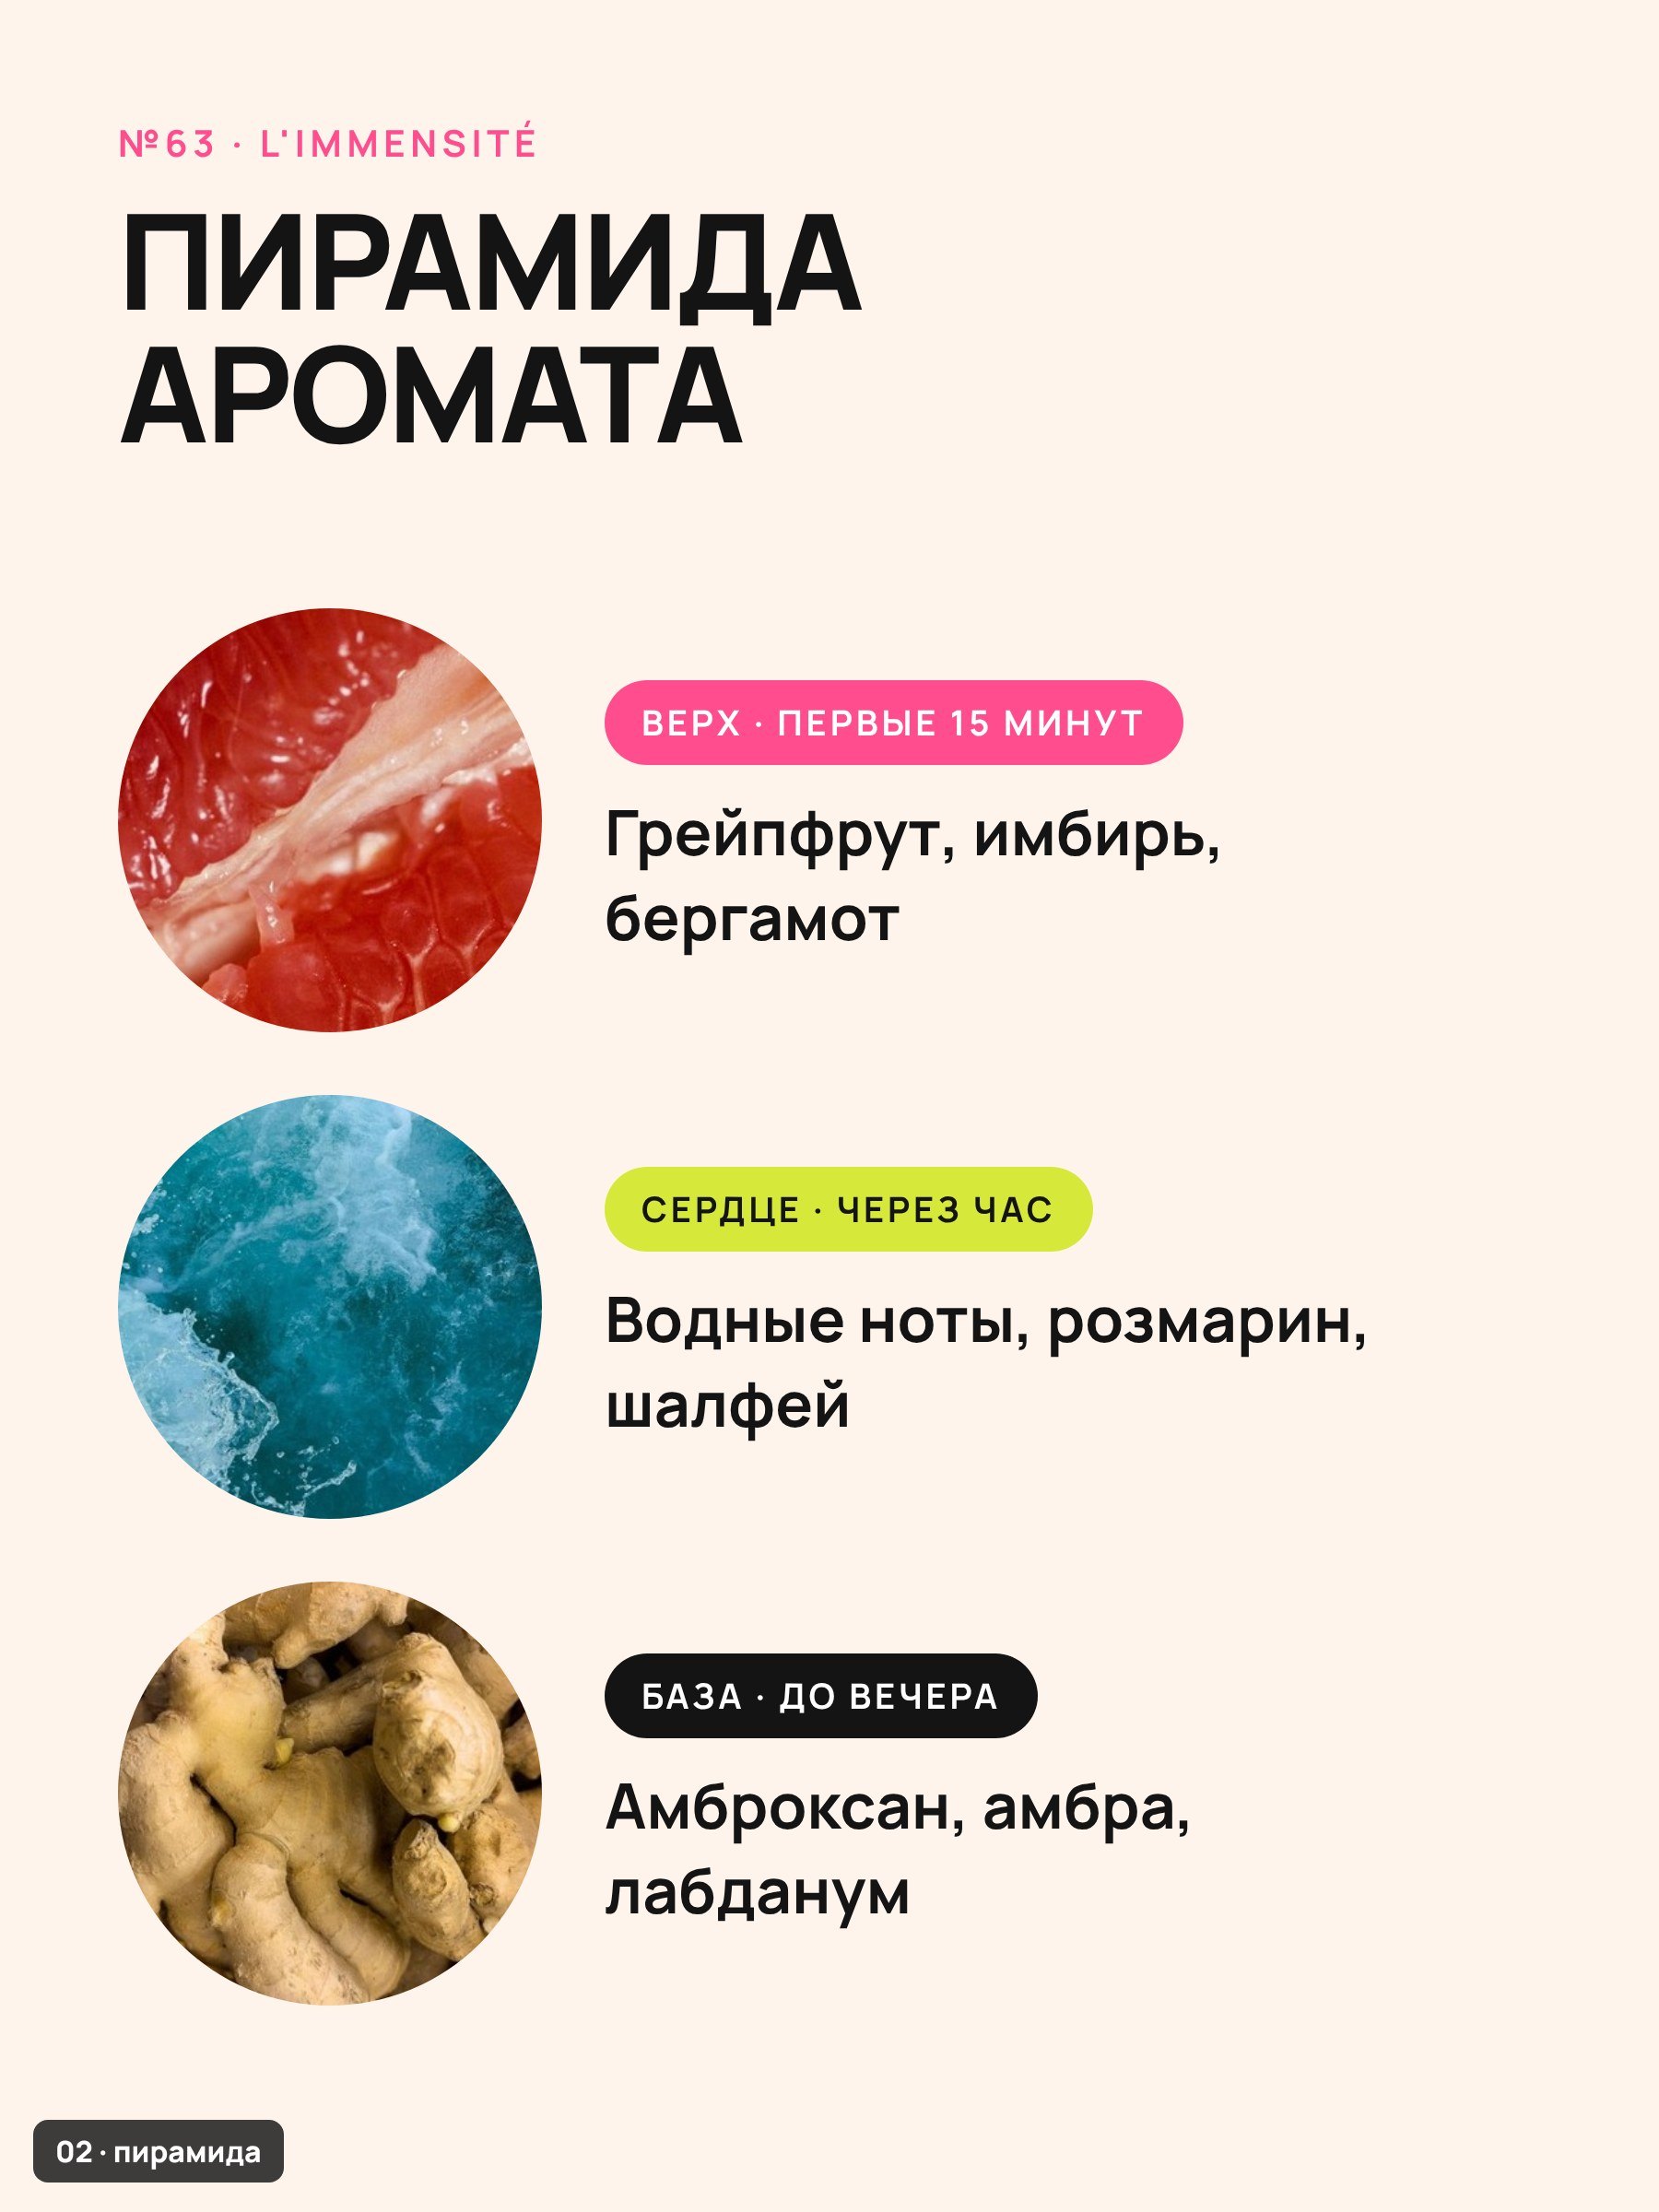 №63 · L'IMMENSITÉ
ПИРАМИДА
АРОМАТА
ВЕРХ · ПЕРВЫЕ 15 МИНУТ
Грейпфрут, имбирь,
бергамот
СЕРДЦЕ · ЧЕРЕЗ ЧАС
Водные ноты, розмарин,
шалфей
БАЗА · ДО ВЕЧЕРА
Амброксан, амбра,
лабданум
02 · пирамида